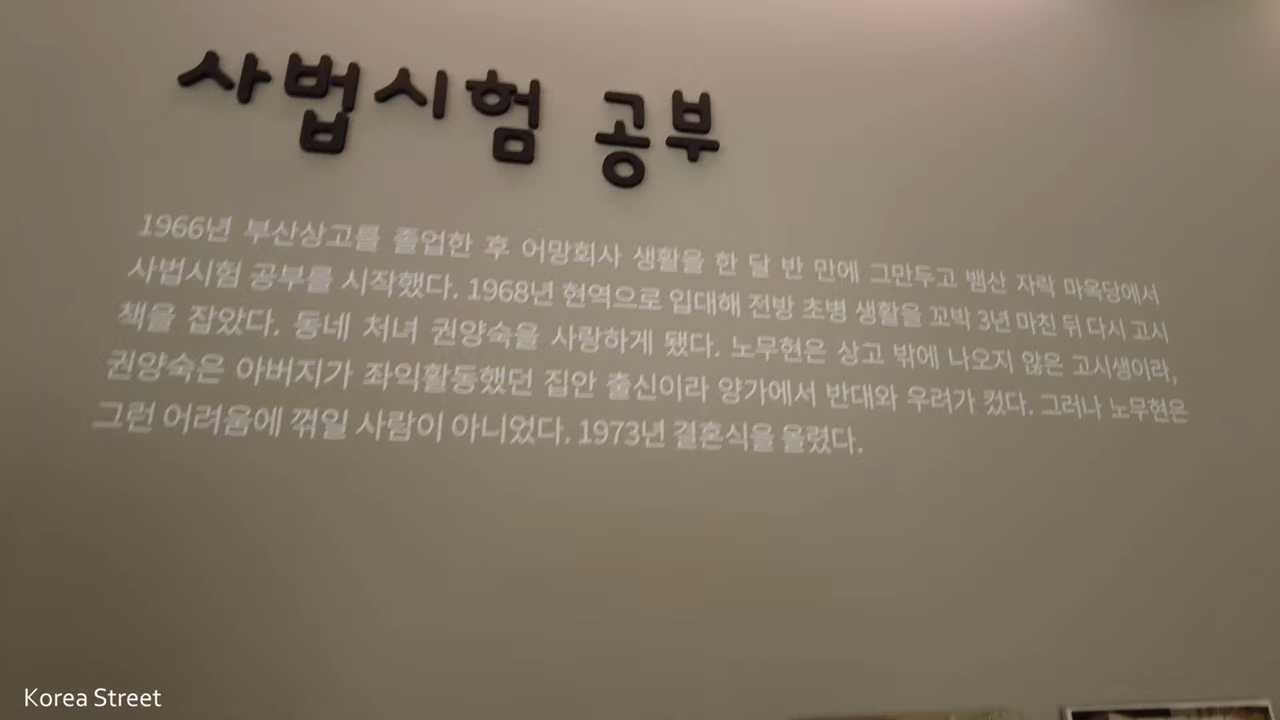 사법시험 공부
1966년 부산상고를 졸업한 후 어망회사 생활을 한 달 반 만에 그만두고 뱀산 자락 마옥당에서
사법시험 공부를 시작했다. 1968년 현역으로 입대해 전방 초병 생활을 꼬박 3년 마친 뒤 다시 고시
책을 잡았다. 동네 처녀 권양숙을 사랑하게 됐다. 노무현은 상고 밖에 나오지 않은 고시생이라,
권양숙은 아버지가 좌익활동했던 집안 출신이라 양가에서 반대와 우려가 컸다. 그러나 노무현은
그런 어려움에 꺾일 사람이 아니었다. 1973년 결혼식을 올렸다.
Korea Street